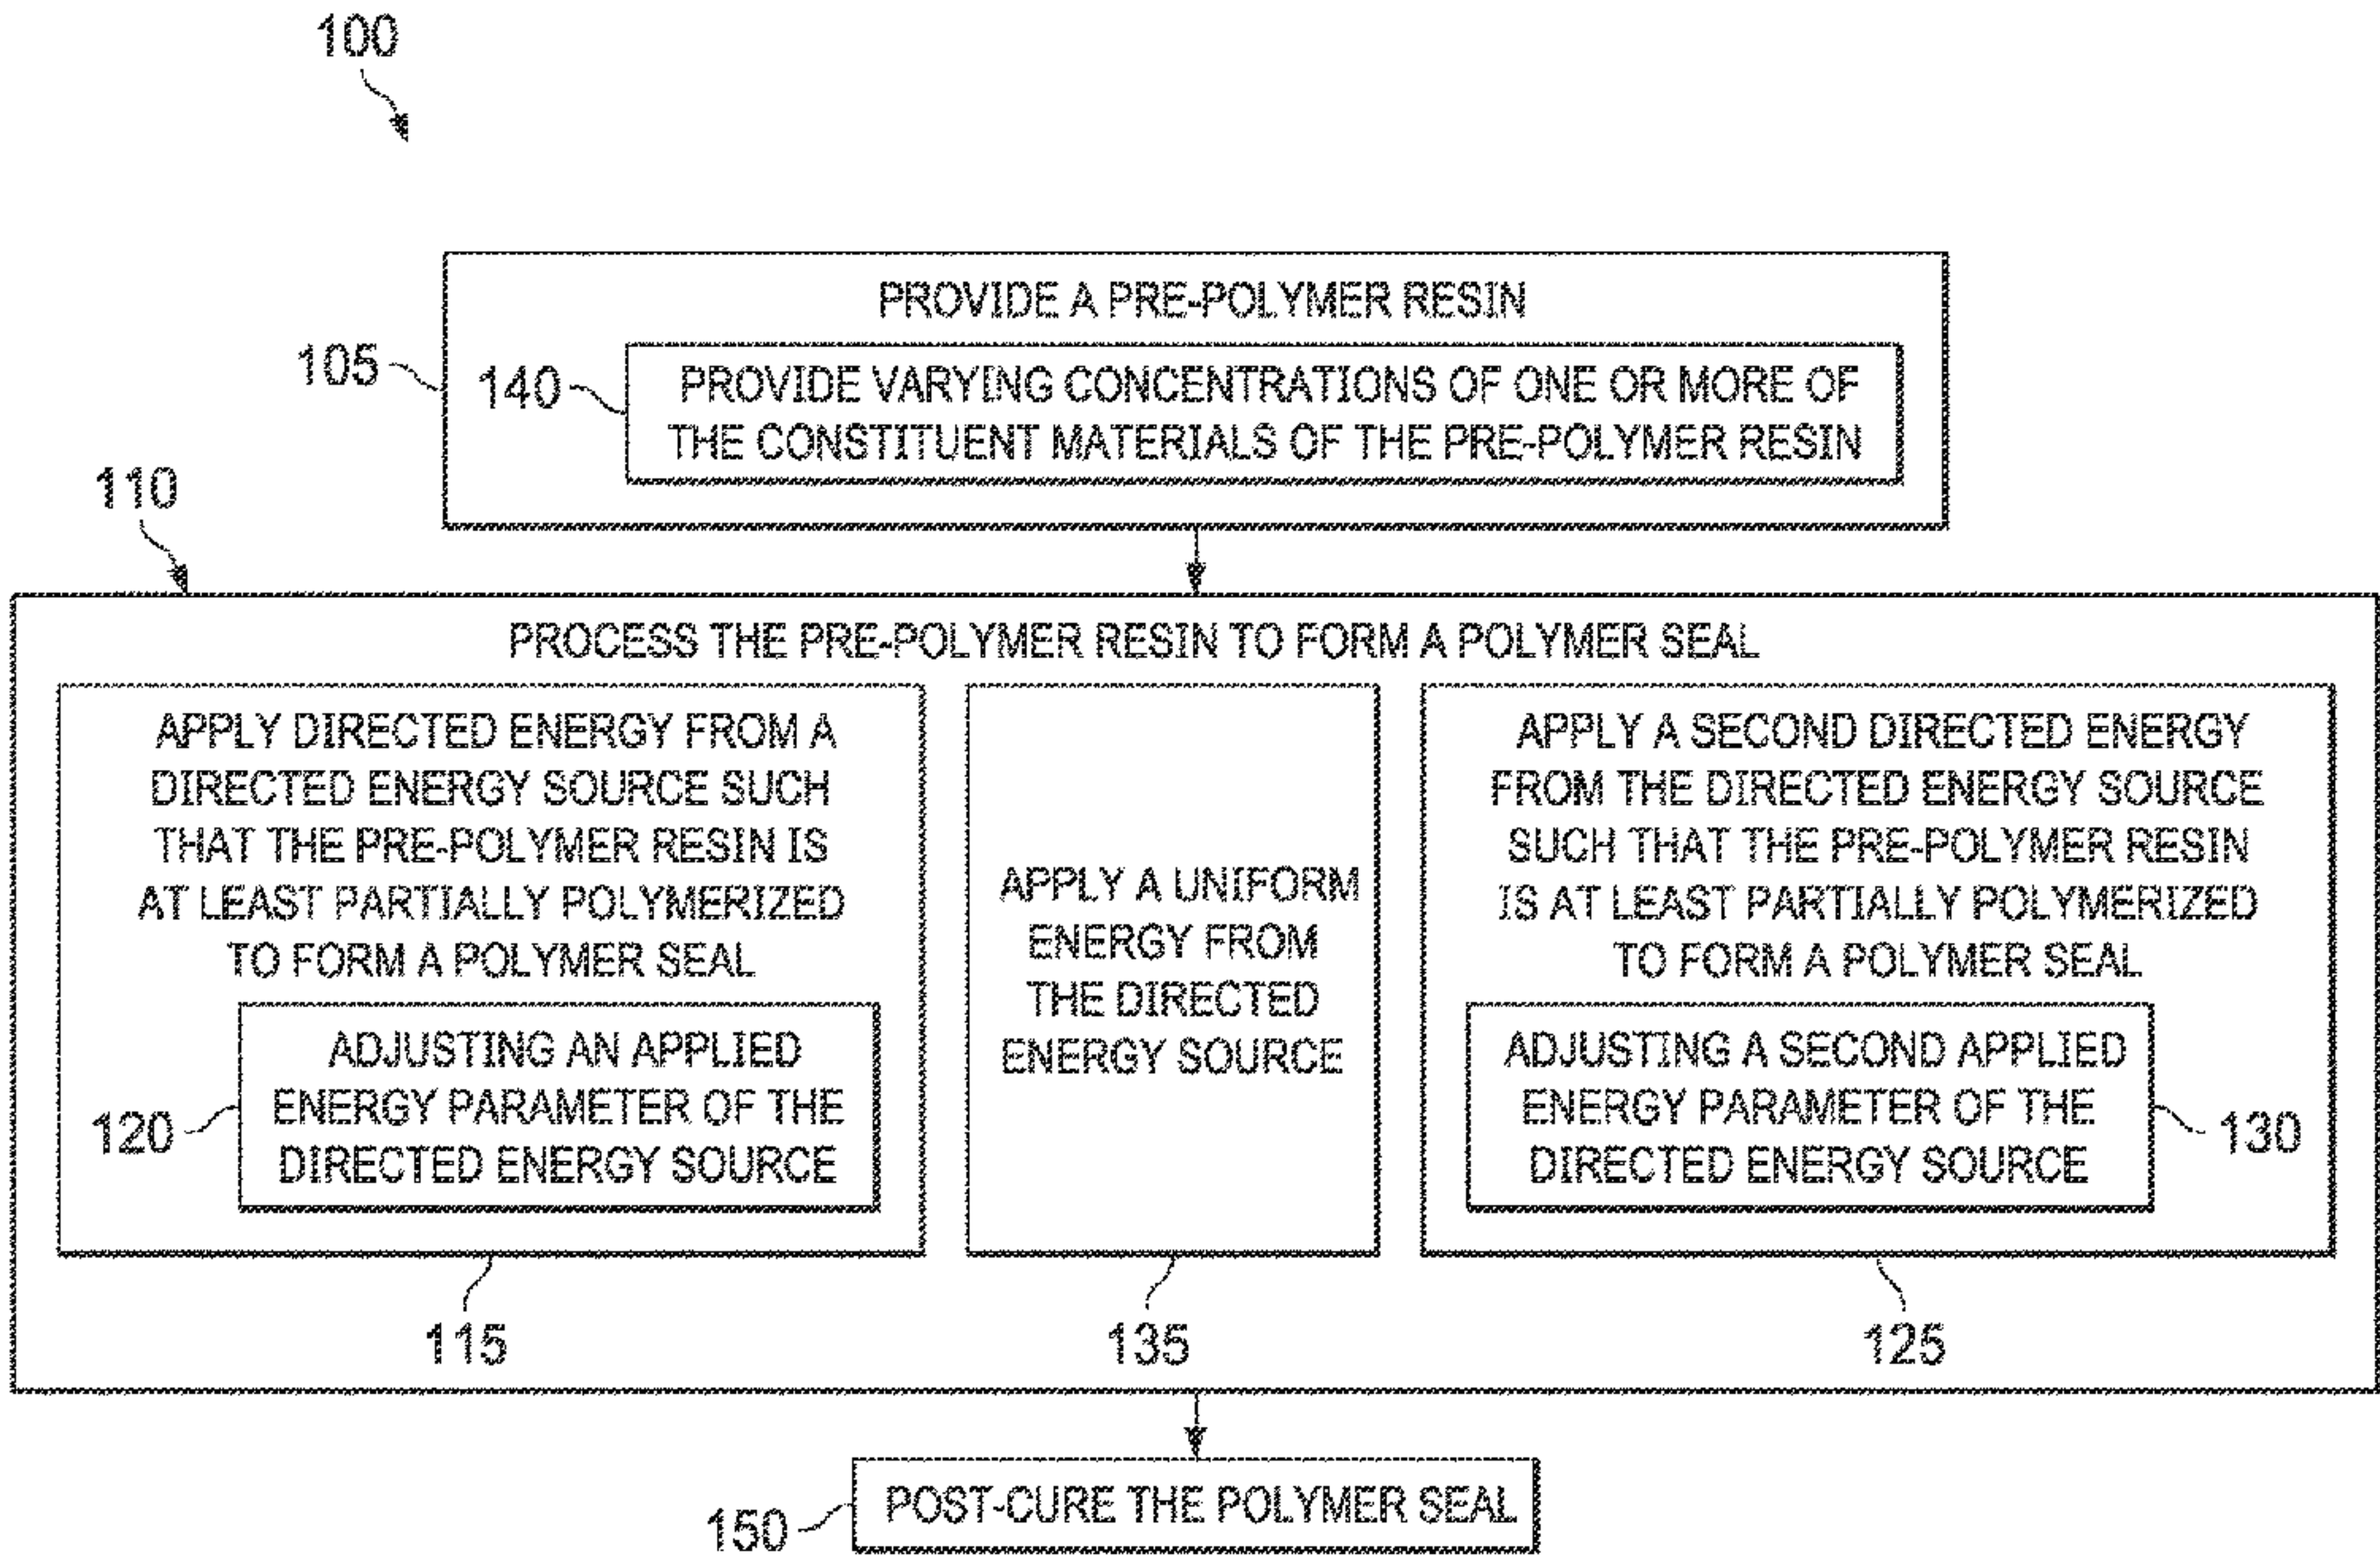 100
PROVIDE A PRE-POLYMER RESIN
105
140
PROVIDE VARYING CONCENTRATIONS OF ONE OR MORE OF
THE CONSTITUENT MATERIALS OF THE PRE-POLYMER RESIN
110
PROCESS THE PRE-POLYMER RESIN TO FORM A POLYMER SEAL
APPLY DIRECTED ENERGY FROM A
DIRECTED ENERGY SOURCE SUCH
THAT THE PRE-POLYMER RESIN IS
AT LEAST PARTIALLY POLYMERIZED
TO FORM A POLYMER SEAL
120
ADJUSTING AN APPLIED
ENERGY PARAMETER OF THE
DIRECTED ENERGY SOURCE
115
APPLY A UNIFORM
ENERGY FROM
THE DIRECTED
ENERGY SOURCE
135
APPLY A SECOND DIRECTED ENERGY
FROM THE DIRECTED ENERGY SOURCE
SUCH THAT THE PRE-POLYMER RESIN
IS AT LEAST PARTIALLY POLYMERIZED
TO FORM A POLYMER SEAL
ADJUSTING A SECOND APPLIED
ENERGY PARAMETER OF THE
DIRECTED ENERGY SOURCE
130
125
150
POST-CURE THE POLYMER SEAL